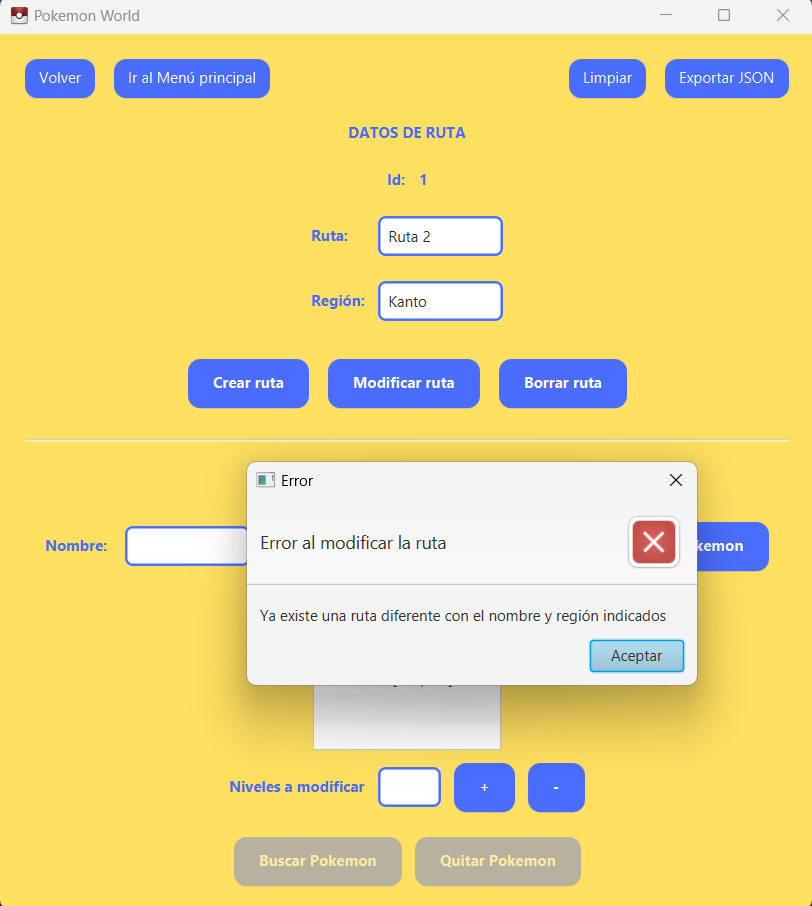 Pokemon World
Volver
Ir al Menú principal
Limpiar
Exportar JSON
DATOS DE RUTA
Id: 1
Ruta: Ruta 2
Región: Kanto
Crear ruta
Modificar ruta
Borrar ruta
Error
Error al modificar la ruta
Nombre:
Ya existe una ruta diferente con el nombre y región indicados
Aceptar
Niveles a modificar
+
-
Buscar Pokemon
Quitar Pokemon